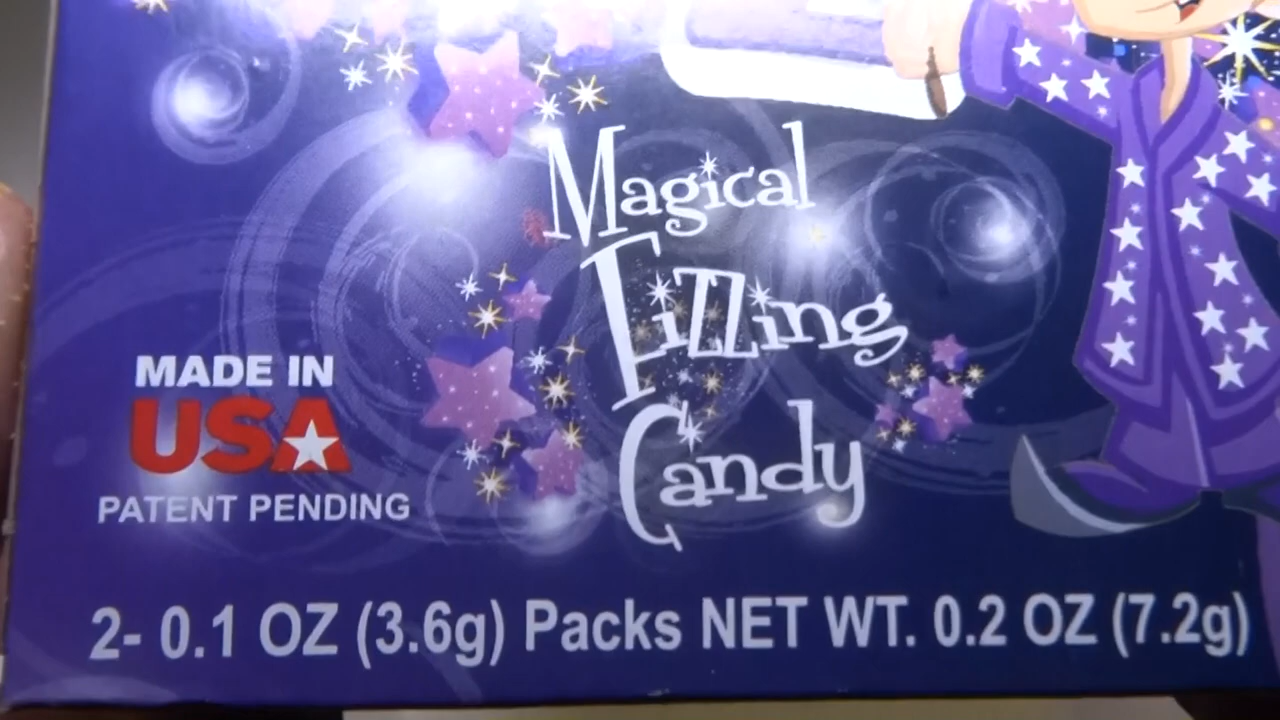 Magical
Fizzing
Candy
MADE IN
USA
PATENT PENDING
2- 0.1 OZ (3.6g) Packs NET WT. 0.2 OZ (7.2g)